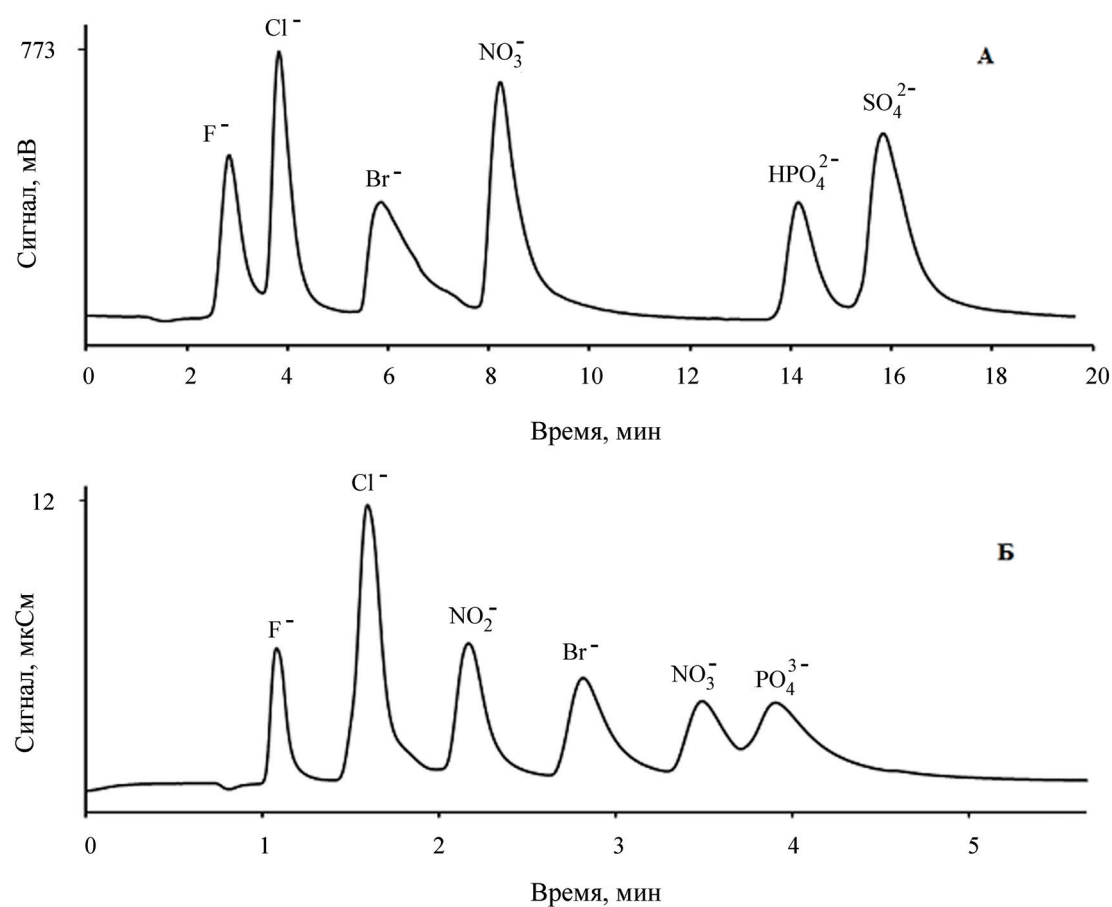 773
Сигнал, мВ
F⁻
Cl⁻
Br⁻
NO₃⁻
HPO₄²⁻
SO₄²⁻
А
0 2 4 6 8 10 12 14 16 18 20
Время, мин
12
Сигнал, мкСм
F⁻
Cl⁻
NO₂⁻
Br⁻
NO₃⁻
PO₄³⁻
Б
0 1 2 3 4 5
Время, мин